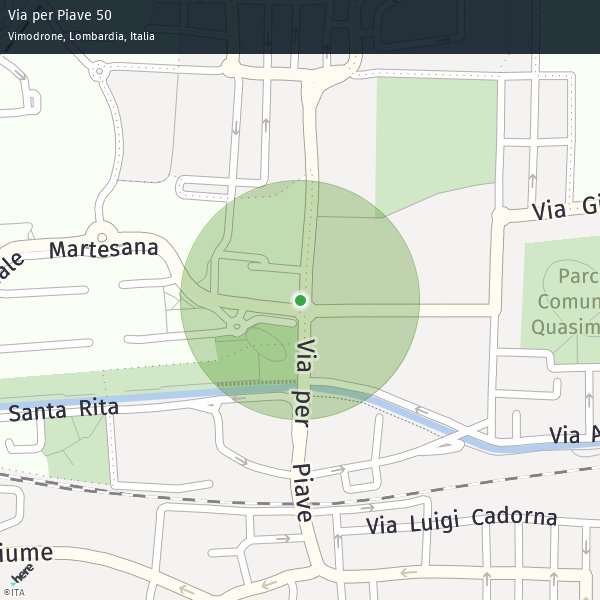 Via per Piave 50
Vimodrone, Lombardia, Italia
Via Gi
Martesana
ale
Parc
Comun
Quasim
Via per Piave
Santa Rita
Via A
Via Luigi Cadorna
iume
here
©ITA